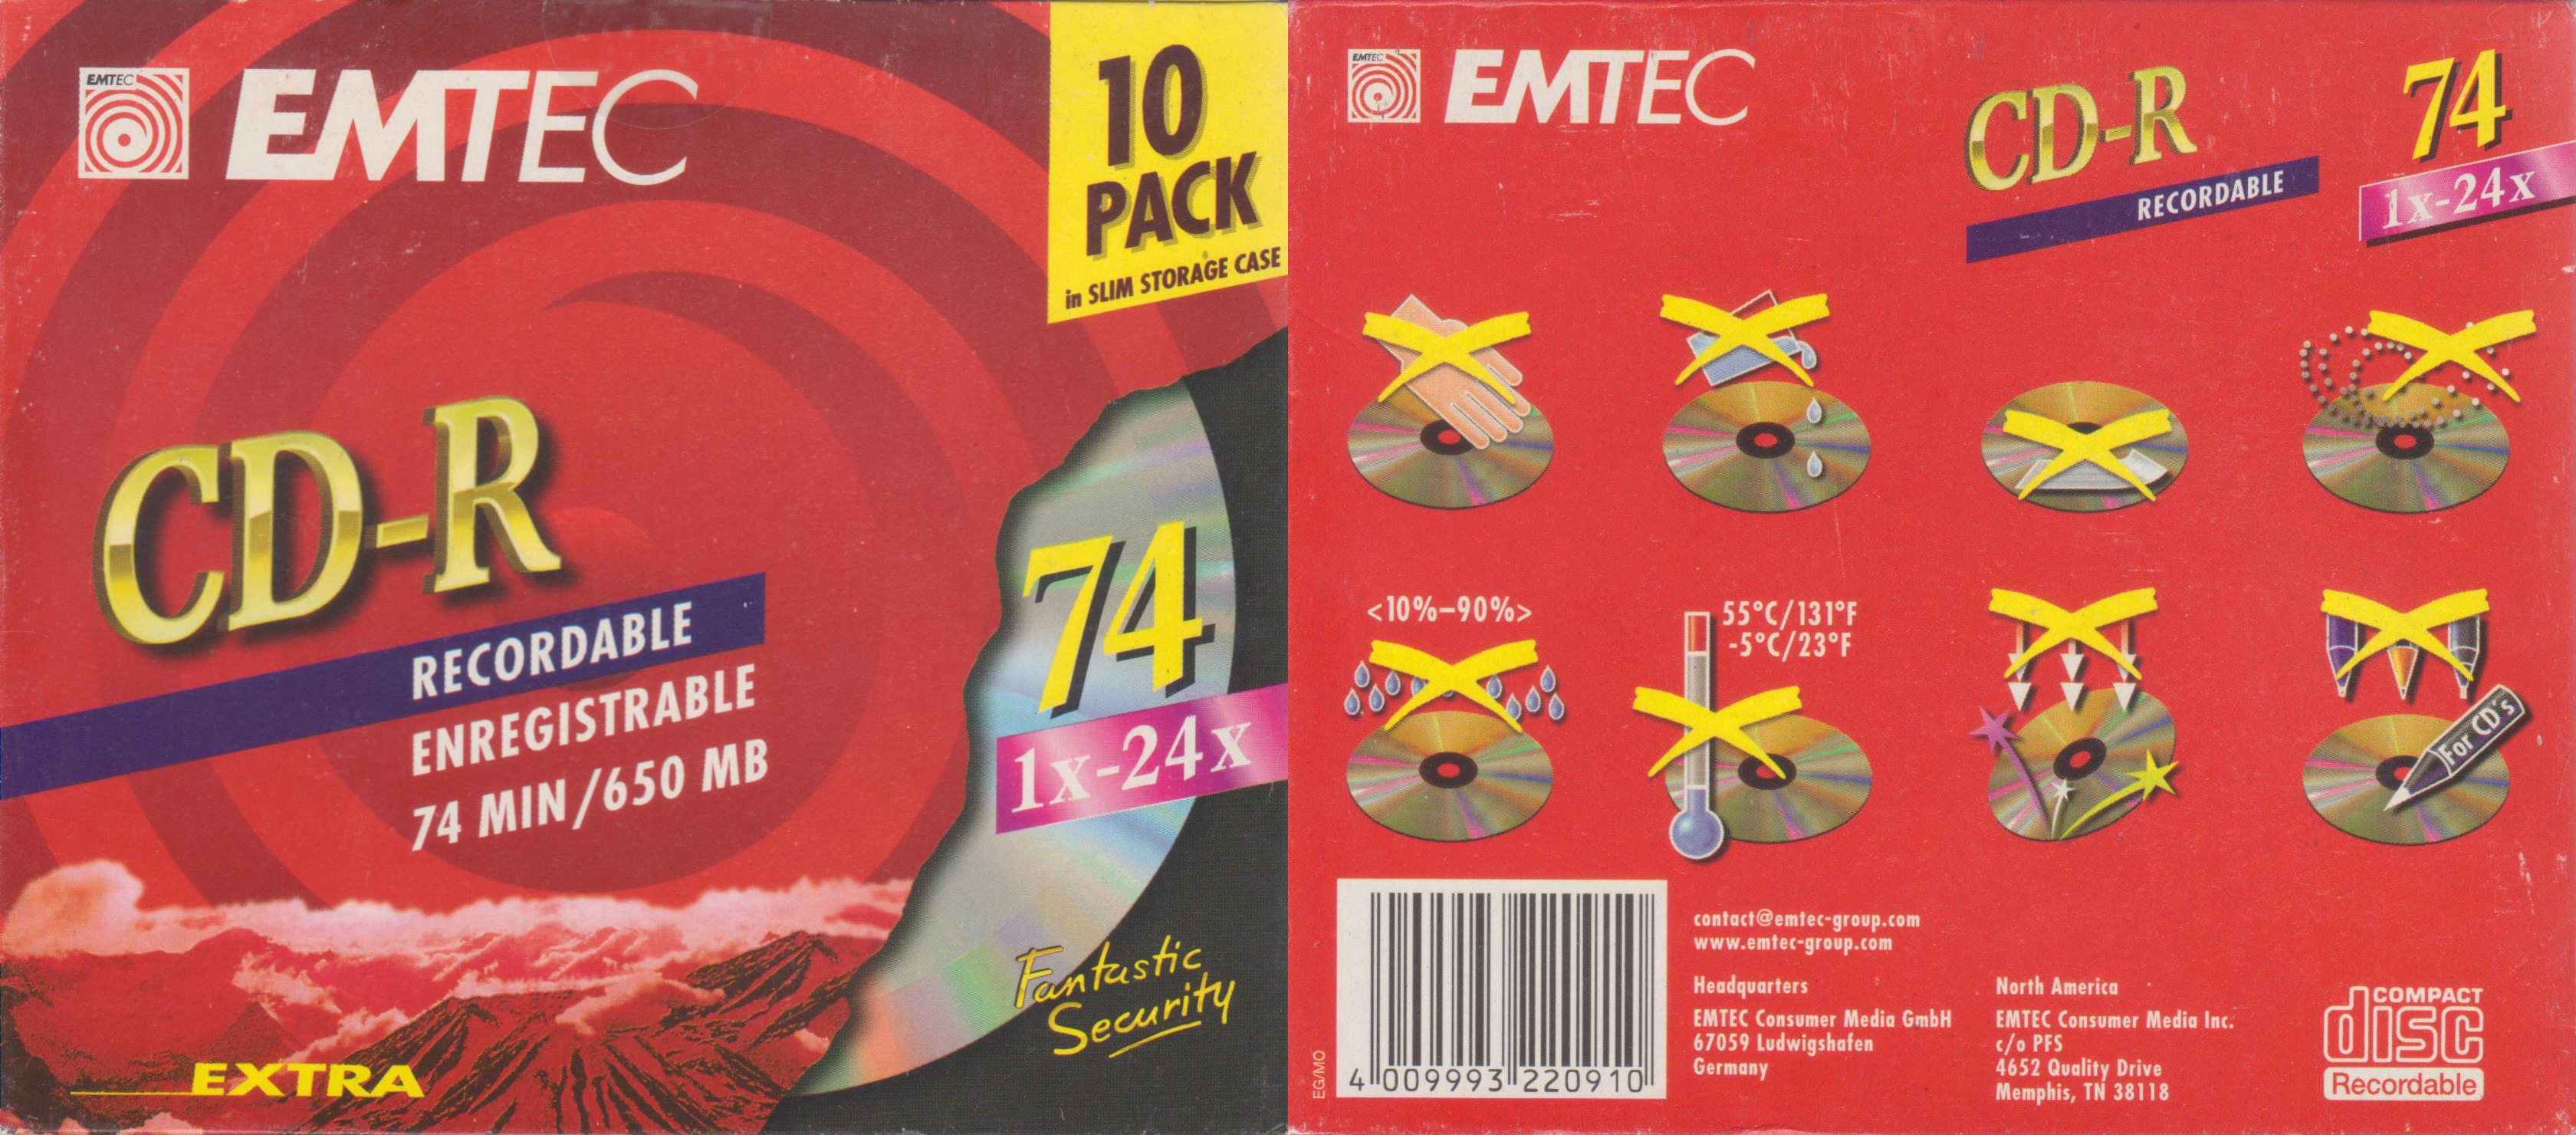 EMTEC
EMTEC
10
PACK
in SLIM STORAGE CASE
CD-R
RECORDABLE
ENREGISTRABLE
74 MIN/650 MB
74
1x-24x
Fantastic
Security
EXTRA
EMTEC
EMTEC
CD-R
RECORDABLE
74
1x-24x
<10%-90%>
55°C/131°F
-5°C/23°F
For CD's
EG/MO
4 009993 220910
contact@emtec-group.com
www.emtec-group.com
Headquarters
EMTEC Consumer Media GmbH
67059 Ludwigshafen
Germany
North America
EMTEC Consumer Media Inc.
c/o PFS
4652 Quality Drive
Memphis, TN 38118
COMPACT
disc
Recordable